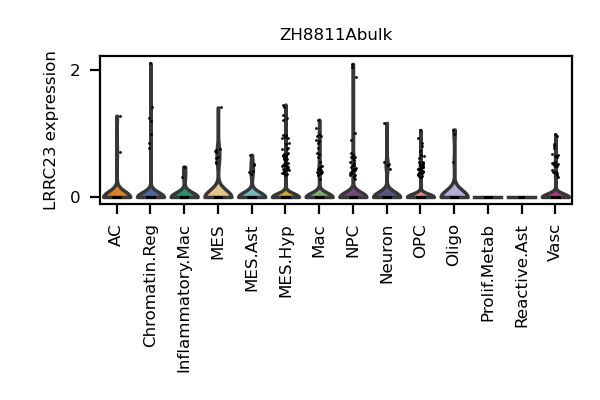 ZH8811Abulk
LRRC23 expression
2
0
AC
Chromatin.Reg
Inflammatory.Mac
MES
MES.Ast
MES.Hyp
Mac
NPC
Neuron
OPC
Oligo
Prolif.Metab
Reactive.Ast
Vasc